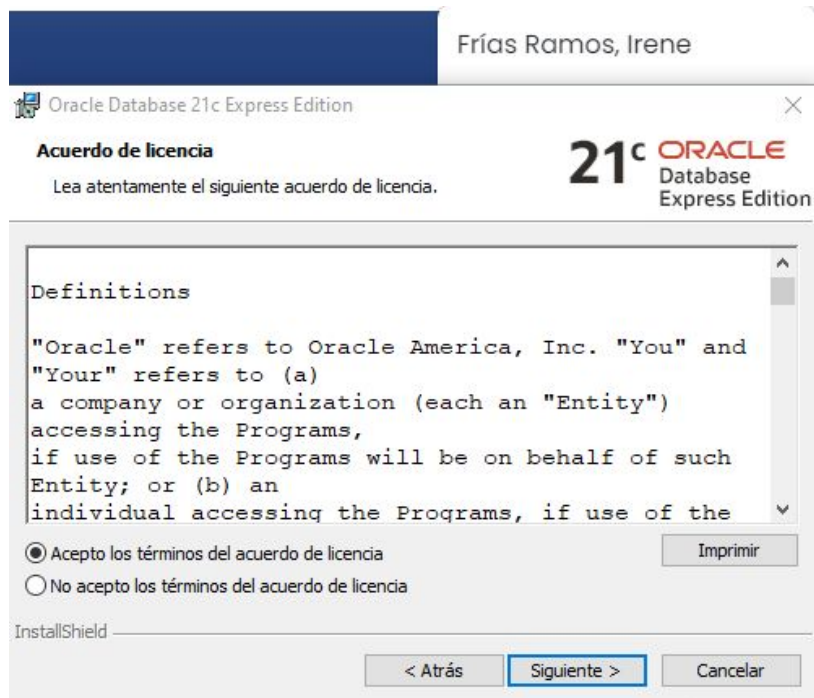 Frías Ramos, Irene
Oracle Database 21c Express Edition
Acuerdo de licencia
Lea atentamente el siguiente acuerdo de licencia.
21c ORACLE
Database
Express Edition
Definitions
"Oracle" refers to Oracle America, Inc. "You" and
"Your" refers to (a)
a company or organization (each an "Entity")
accessing the Programs,
if use of the Programs will be on behalf of such
Entity; or (b) an
individual accessing the Programs, if use of the
Acepto los términos del acuerdo de licencia
Imprimir
No acepto los términos del acuerdo de licencia
InstallShield
< Atrás
Siguiente >
Cancelar